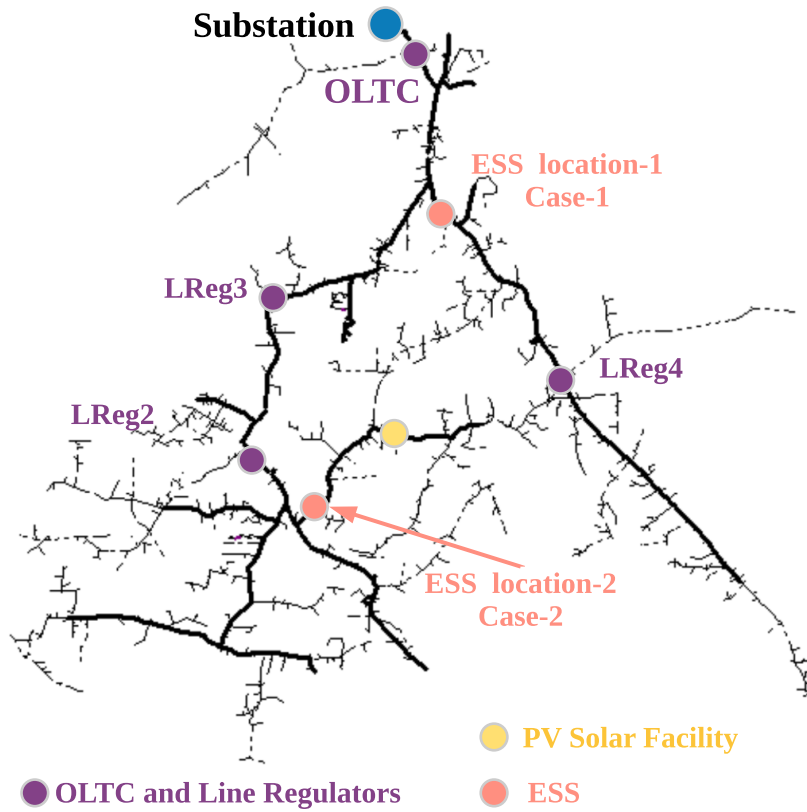 Substation
OLTC
ESS location-1
Case-1
LReg3
LReg4
LReg2
ESS location-2
Case-2
PV Solar Facility
OLTC and Line Regulators
ESS